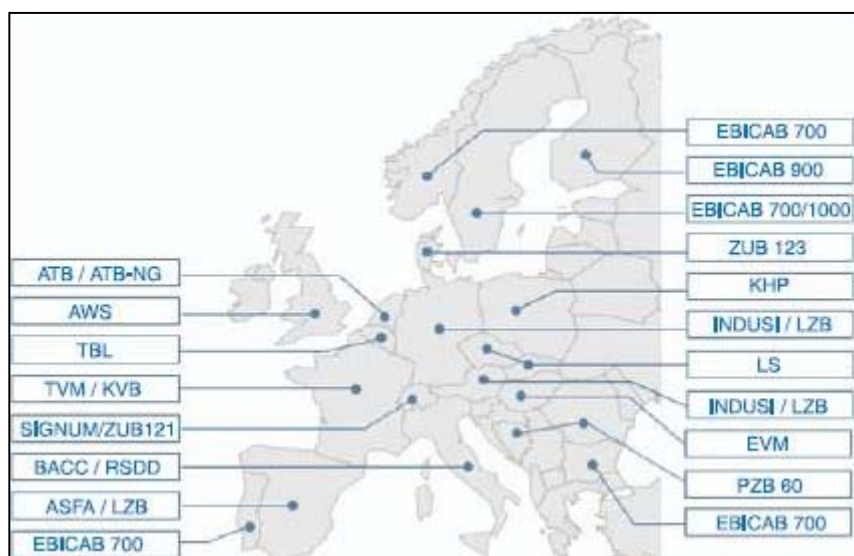 EBICAB 700
EBICAB 900
EBICAB 700/1000
ZUB 123
KHP
INDUSI / LZB
LS
INDUSI / LZB
EVM
PZB 60
EBICAB 700
ATB / ATB-NG
AWS
TBL
TVM / KVB
SIGNUM/ZUB121
BACC / RSDD
ASFA / LZB
EBICAB 700